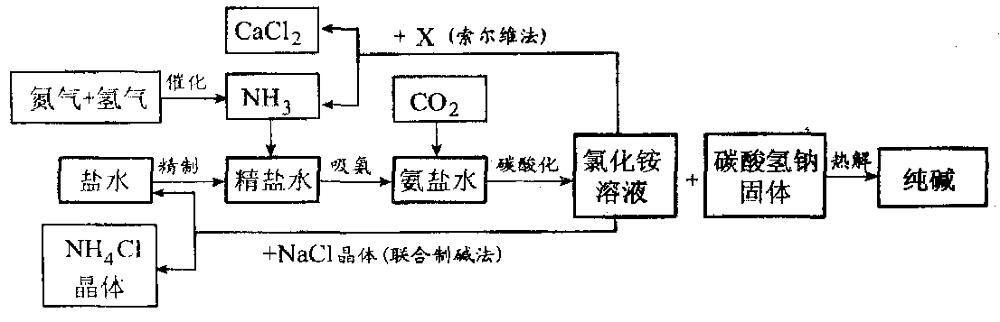 CaCl2
+ X (索尔维法)
氮气+氢气
催化
NH3
CO2
盐水
精制
精盐水
吸氨
氨盐水
碳酸化
氯化铵
溶液
+
碳酸氢钠
固体
热解
纯碱
NH4Cl
晶体
+NaCl晶体(联合制碱法)